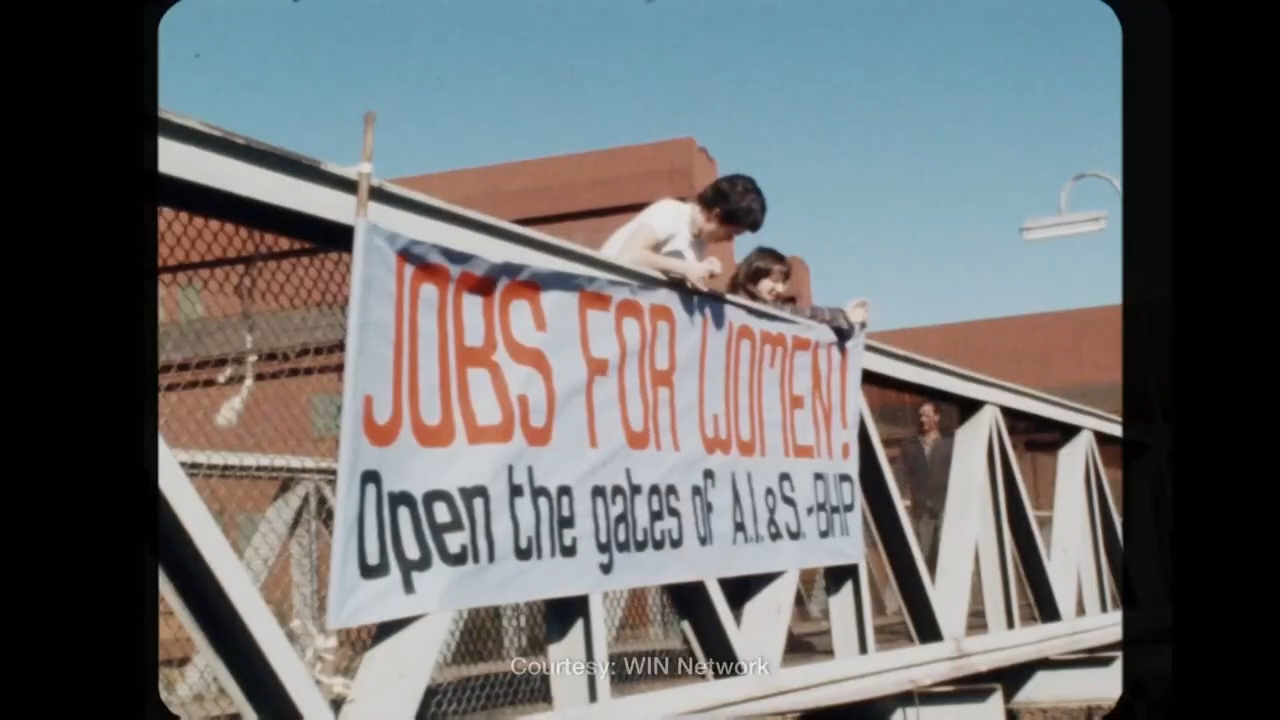 JOBS FOR WOMEN!
Open the gates of A.I.&S.-BHP
Courtesy: WIN Network